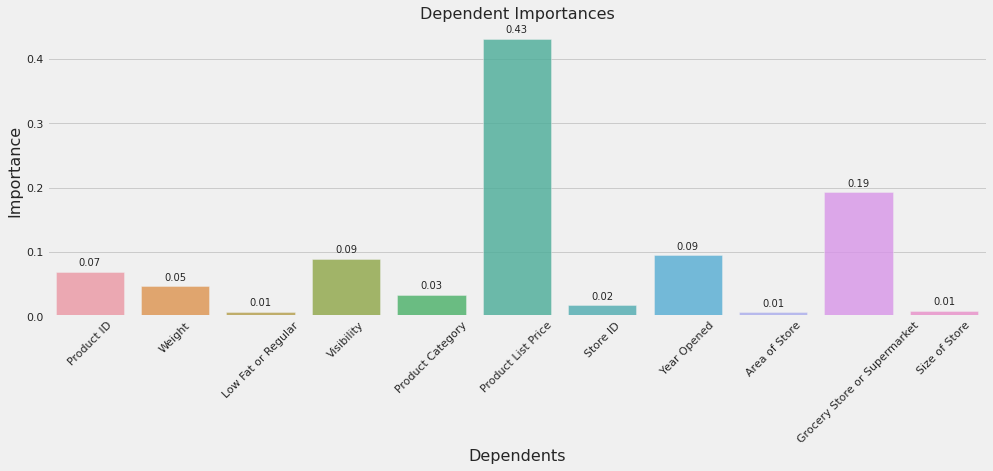 Dependent Importances
Importance
0.4
0.3
0.2
0.1
0.0
0.07
0.05
0.01
0.09
0.03
0.43
0.02
0.09
0.01
0.19
0.01
Product ID
Weight
Low Fat or Regular
Visibility
Product Category
Product List Price
Store ID
Year Opened
Area of Store
Grocery Store or Supermarket
Size of Store
Dependents